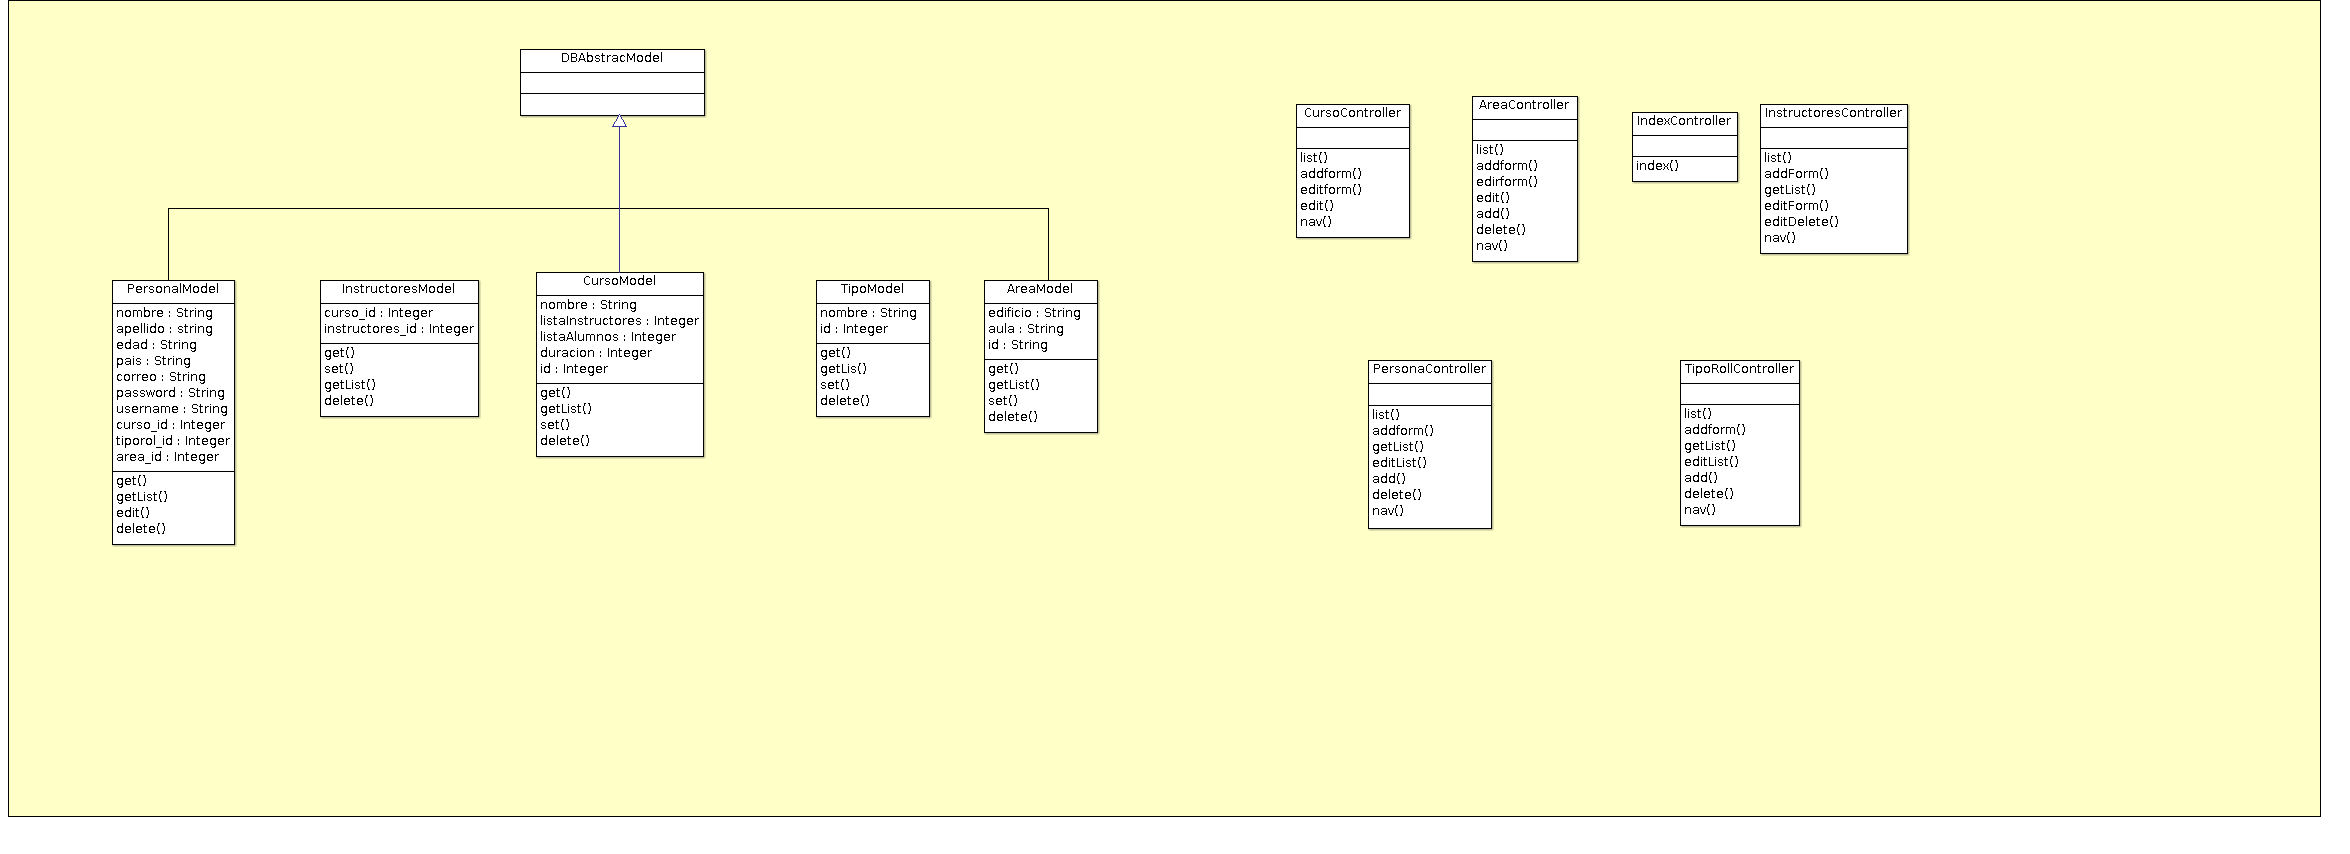 DBAbstracModel
PersonalModel
nombre : String
apellido : string
edad : String
pais : String
correo : String
password : String
username : String
curso_id : Integer
tiporol_id : Integer
area_id : Integer
get()
getList()
edit()
delete()
InstructoresModel
curso_id : Integer
instructores_id : Integer
get()
set()
getList()
delete()
CursoModel
nombre : String
listaInstructores : Integer
listaAlumnos : Integer
duracion : Integer
id : Integer
get()
getList()
set()
delete()
TipoModel
nombre : String
id : Integer
get()
getLis()
set()
delete()
AreaModel
edificio : String
aula : String
id : String
get()
getList()
set()
delete()
CursoController
list()
addform()
editform()
edit()
nav()
AreaController
list()
addform()
edirform()
edit()
add()
delete()
nav()
IndexController
index()
InstructoresController
list()
addForm()
getList()
editForm()
editDelete()
nav()
PersonaController
list()
addform()
getList()
editList()
add()
delete()
nav()
TipoRollController
list()
addform()
getList()
editList()
add()
delete()
nav()